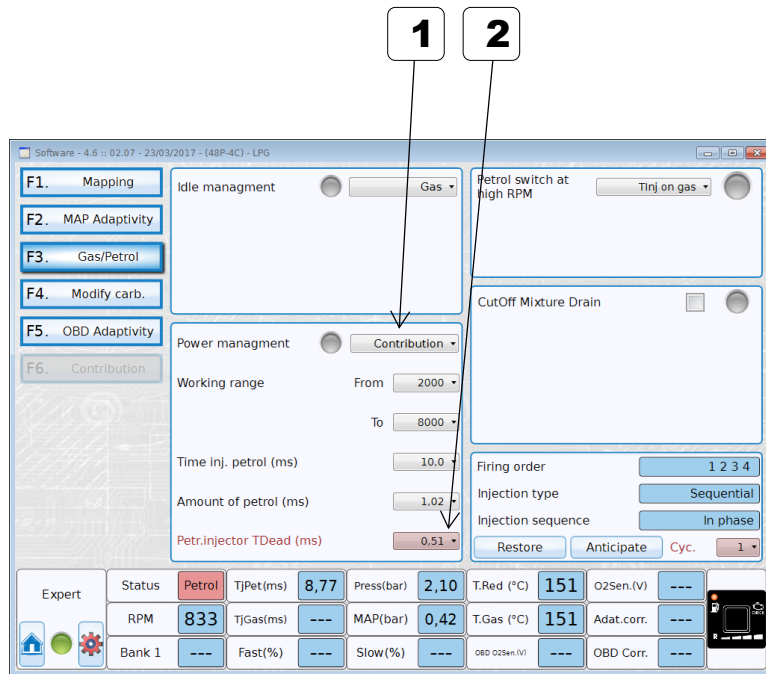 1 2
Software - 4.6 :: 02.07 - 23/03/2017 - (48P-4C) - LPG
F1. Mapping
F2. MAP Adaptivity
F3. Gas/Petrol
F4. Modify carb.
F5. OBD Adaptivity
F6. Contribution
Idle managment Gas
Petrol switch at high RPM TInj on gas
CutOff Mixture Drain
Power managment Contribution
Working range From 2000
To 8000
Time inj. petrol (ms) 10,0
Amount of petrol (ms) 1,02
Petr.injector TDead (ms) 0,51
Firing order 1 2 3 4
Injection type Sequential
Injection sequence In phase
Restore Anticipate Cyc. 1
Expert
Status Petrol TjPet(ms) 8,77 Press(bar) 2,10 T.Red (°C) 151 O2Sen.(V) ---
RPM 833 TjGas(ms) --- MAP(bar) 0,42 T.Gas (°C) 151 Adat.corr. ---
Bank 1 --- Fast(%) --- Slow(%) --- OBD O2Sen.(V) --- OBD Corr. ---
CHECK
R